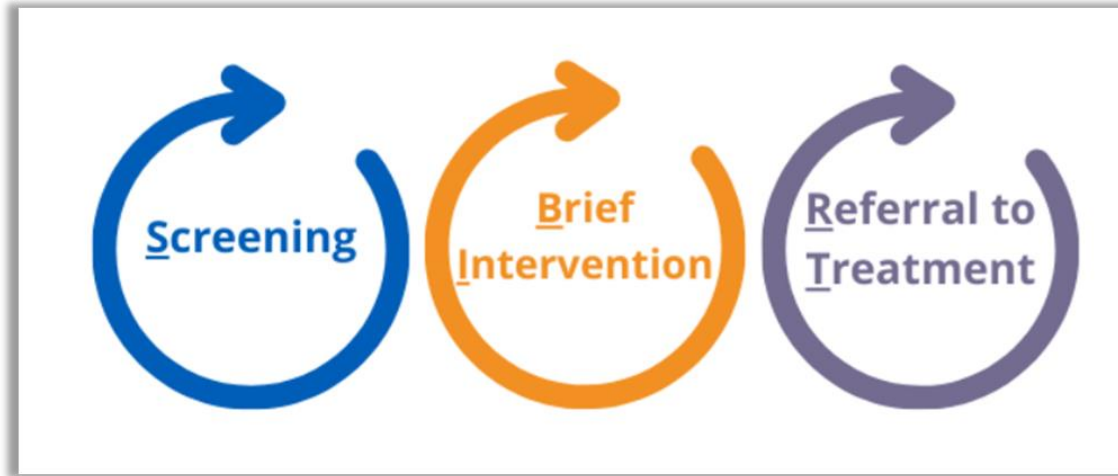 Screening
Brief
Intervention
Referral to
Treatment